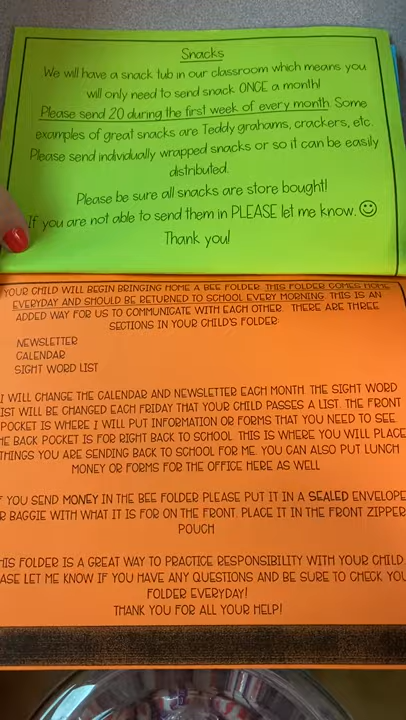 Snacks
We will have a snack tub in our classroom which means you
will only need to send snack ONCE a month!
Please send 20 during the first week of every month. Some
examples of great snacks are Teddy grahams, crackers, etc.
Please send individually wrapped snacks or so it can be easily
distributed.
Please be sure all snacks are store bought!
If you are not able to send them in PLEASE let me know. ☺
Thank you!
YOUR CHILD WILL BEGIN BRINGING HOME A BEE FOLDER. THIS FOLDER COMES HOME
EVERYDAY AND SHOULD BE RETURNED TO SCHOOL EVERY MORNING. THIS IS AN
ADDED WAY FOR US TO COMMUNICATE WITH EACH OTHER. THERE ARE THREE
SECTIONS IN YOUR CHILD'S FOLDER:
NEWSLETTER
CALENDAR
SIGHT WORD LIST
I WILL CHANGE THE CALENDAR AND NEWSLETTER EACH MONTH. THE SIGHT WORD
IST WILL BE CHANGED EACH FRIDAY THAT YOUR CHILD PASSES A LIST. THE FRONT
POCKET IS WHERE I WILL PUT INFORMATION OR FORMS THAT YOU NEED TO SEE.
HE BACK POCKET IS FOR RIGHT BACK TO SCHOOL. THIS IS WHERE YOU WILL PLACE
THINGS YOU ARE SENDING BACK TO SCHOOL FOR ME. YOU CAN ALSO PUT LUNCH
MONEY OR FORMS FOR THE OFFICE HERE AS WELL.
F YOU SEND MONEY IN THE BEE FOLDER PLEASE PUT IT IN A SEALED ENVELOPE
R BAGGIE WITH WHAT IT IS FOR ON THE FRONT. PLACE IT IN THE FRONT ZIPPER
POUCH.
HIS FOLDER IS A GREAT WAY TO PRACTICE RESPONSIBILITY WITH YOUR CHILD.
ASE LET ME KNOW IF YOU HAVE ANY QUESTIONS AND BE SURE TO CHECK YOU
FOLDER EVERYDAY!
THANK YOU FOR ALL YOUR HELP!